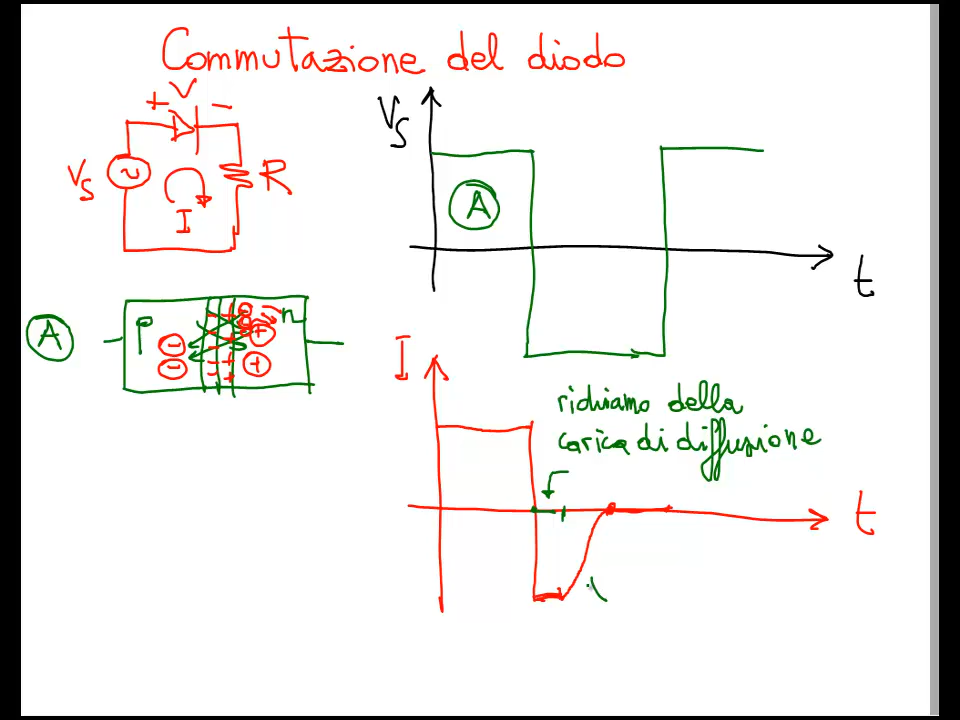 Commutazione del diodo
+ V -
Vs
Vs
~
R
I
A
t
A
p
n
I
richiamo della
carica di diffusione
t